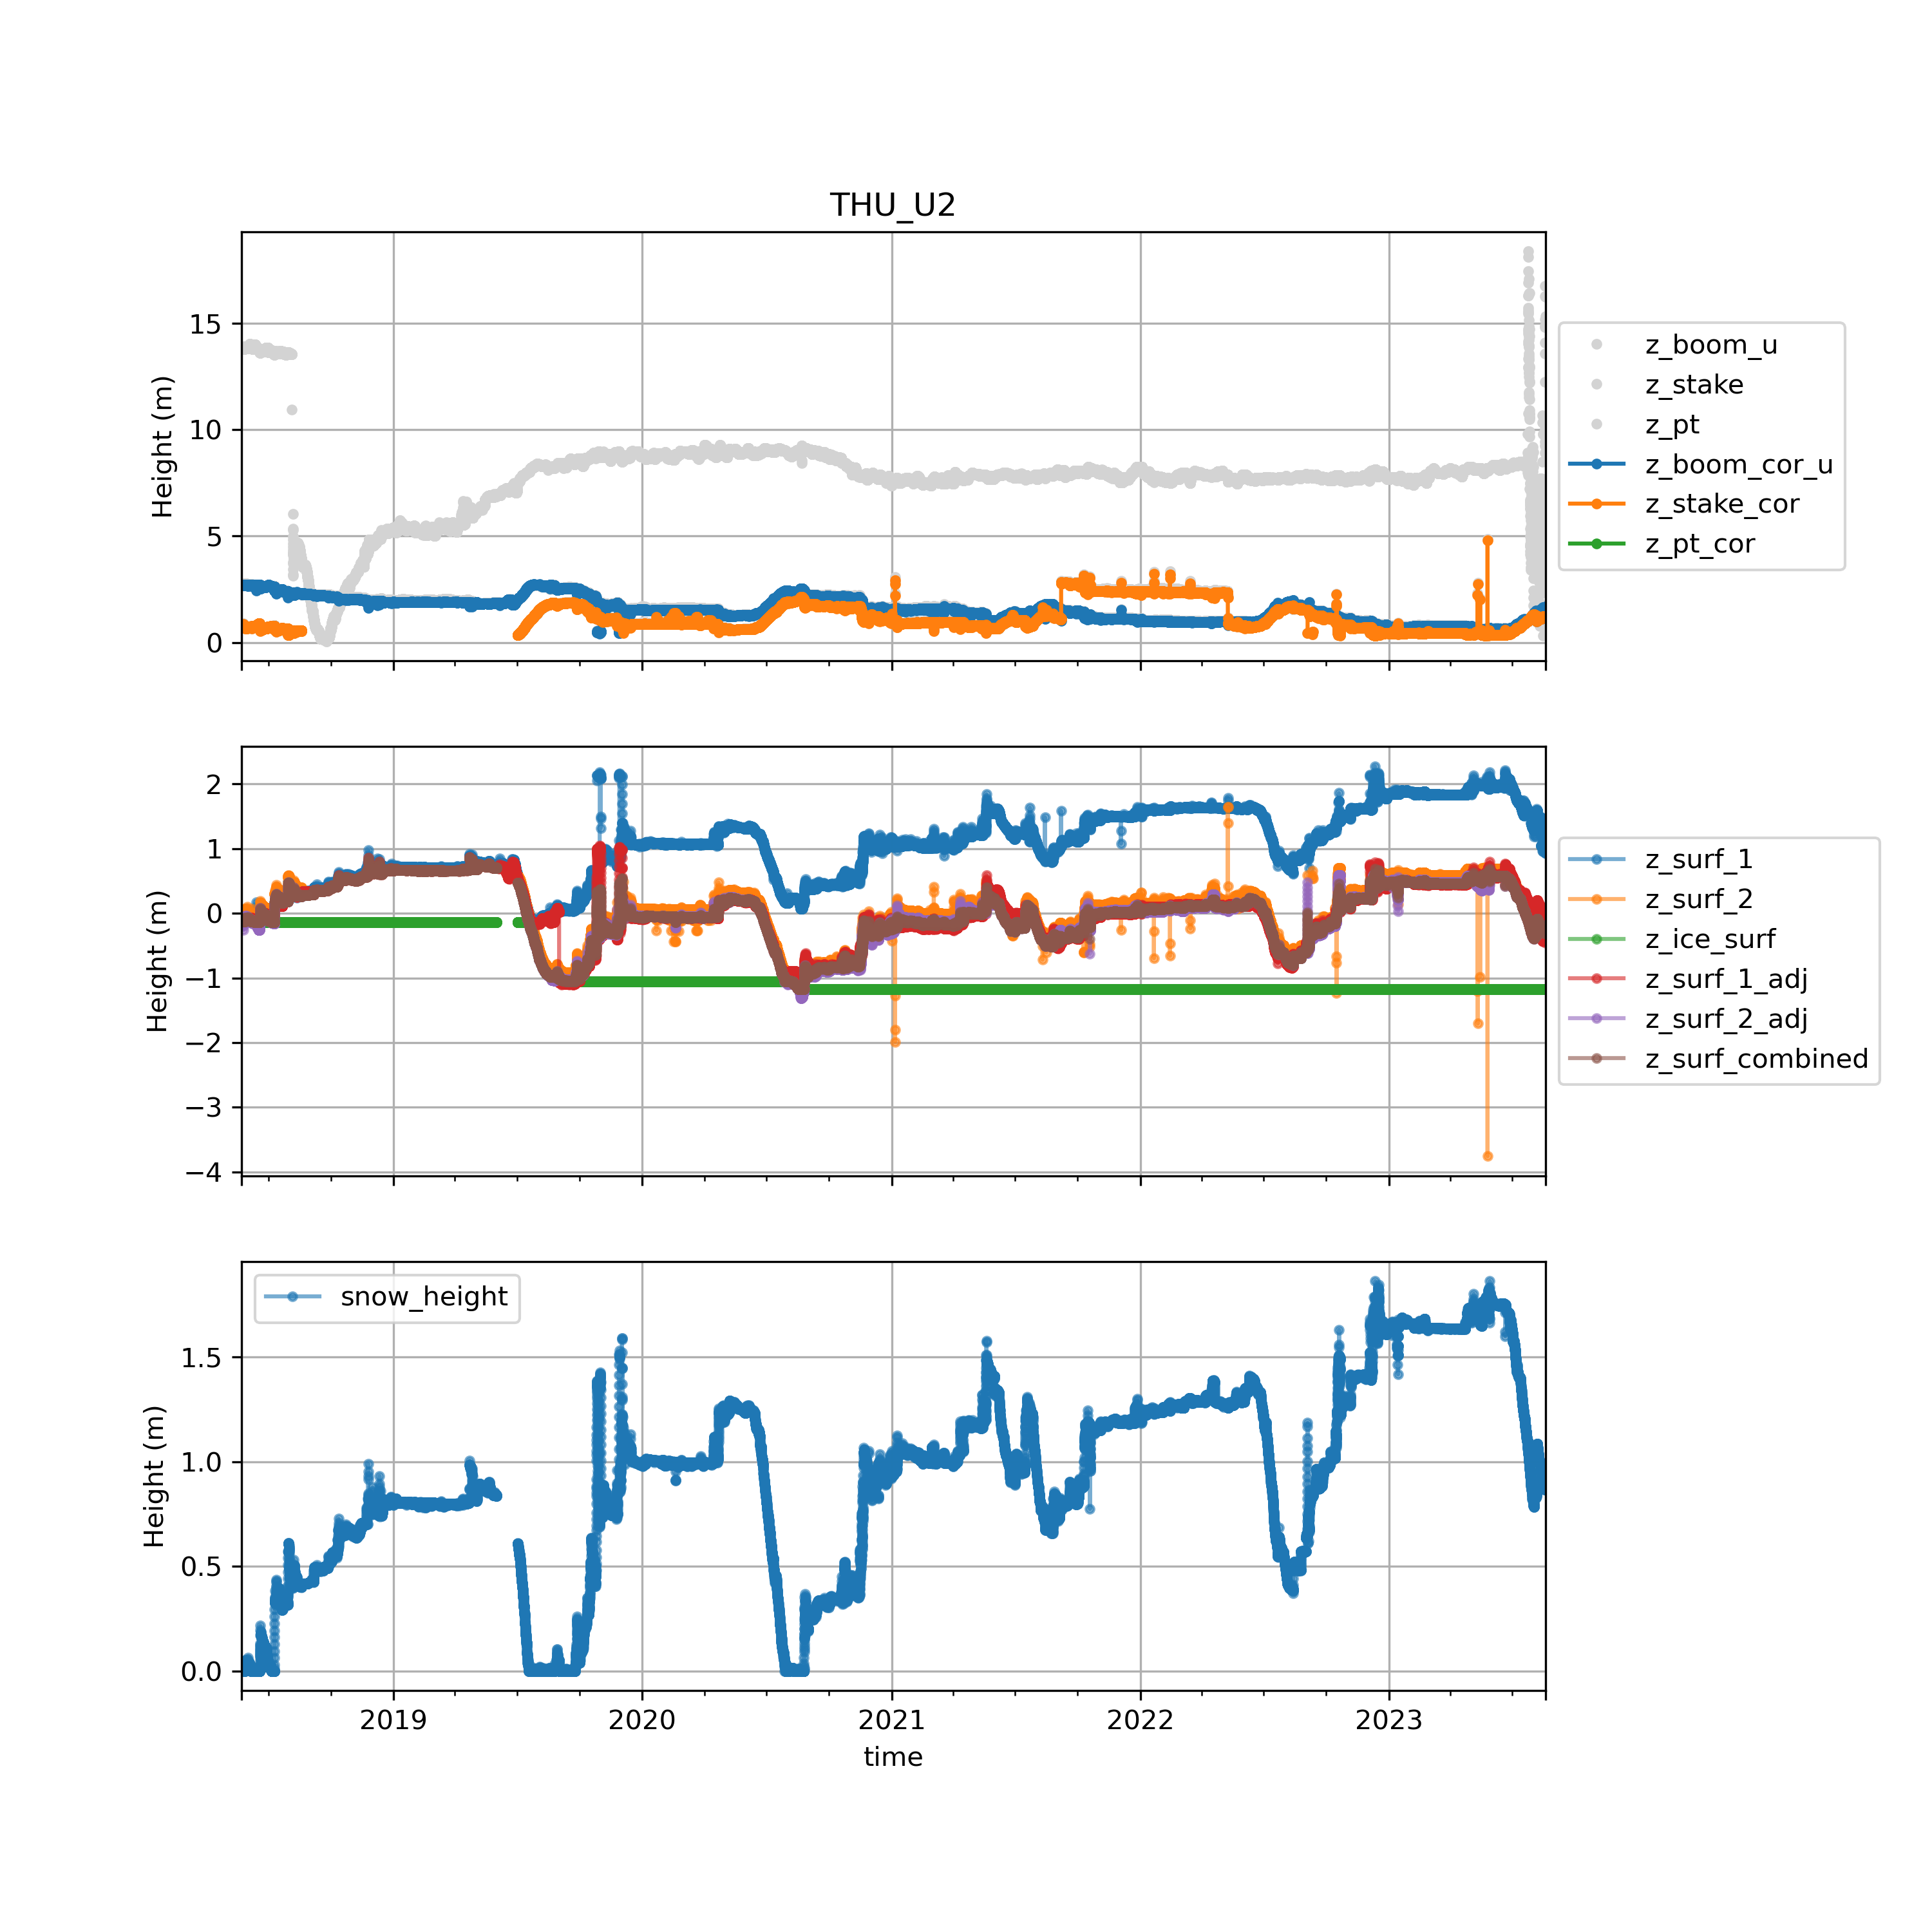 THU_U2
Height (m)
15
10
5
0
z_boom_u
z_stake
z_pt
z_boom_cor_u
z_stake_cor
z_pt_cor
Height (m)
2
1
0
−1
−2
−3
−4
z_surf_1
z_surf_2
z_ice_surf
z_surf_1_adj
z_surf_2_adj
z_surf_combined
Height (m)
snow_height
1.5
1.0
0.5
0.0
2019 2020 2021 2022 2023
time